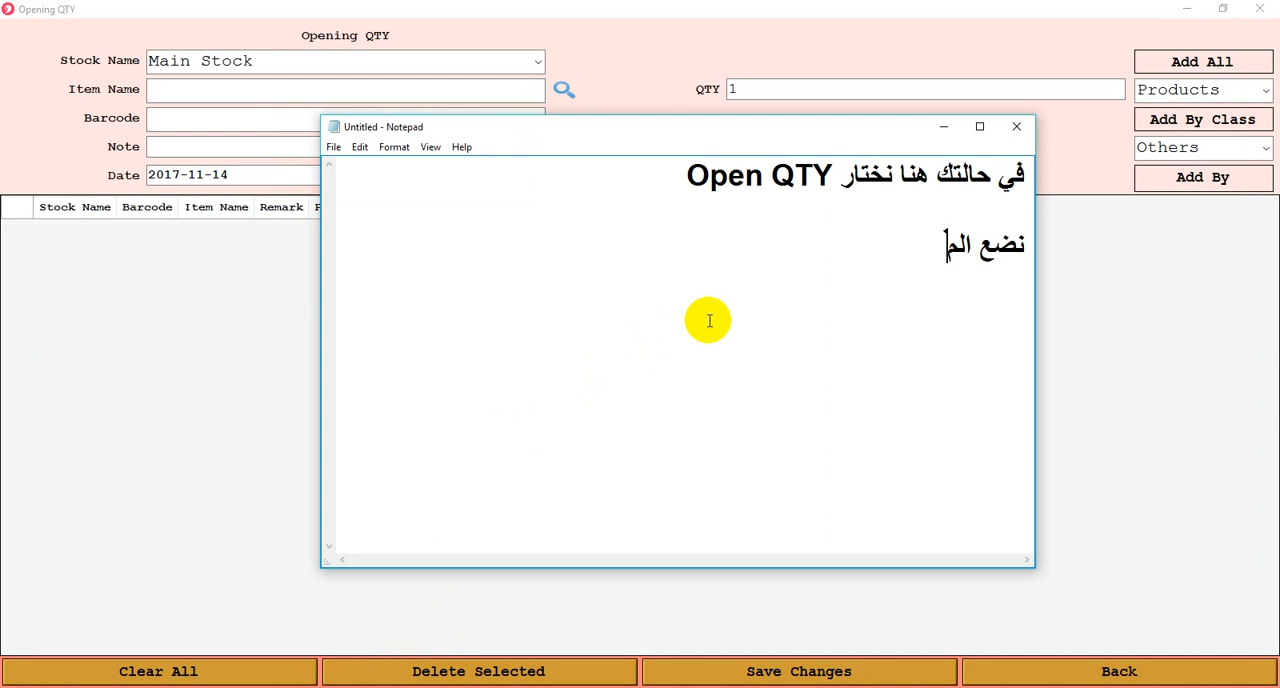 Opening QTY
Opening QTY
Stock Name Main Stock Add All
Item Name QTY 1 Products
Barcode Add By Class
Note Others
Date 2017-11-14 Add By
Stock Name Barcode Item Name Remark
Untitled - Notepad
File Edit Format View Help
في حالتك هنا نختار Open QTY
نضع الم
Clear All Delete Selected Save Changes Back